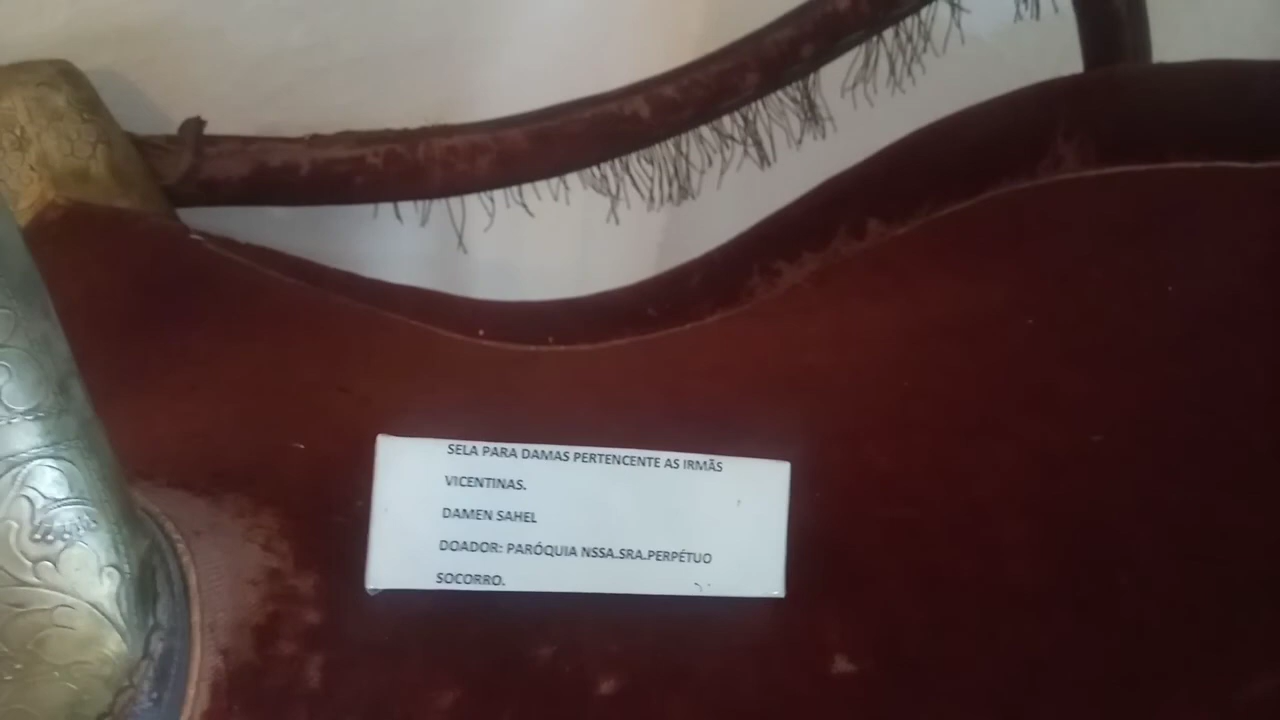 SELA PARA DAMAS PERTENCENTE AS IRMÃS
VICENTINAS.
DAMEN SAHEL
DOADOR: PARÓQUIA NSSA.SRA.PERPÉTUO
SOCORRO.